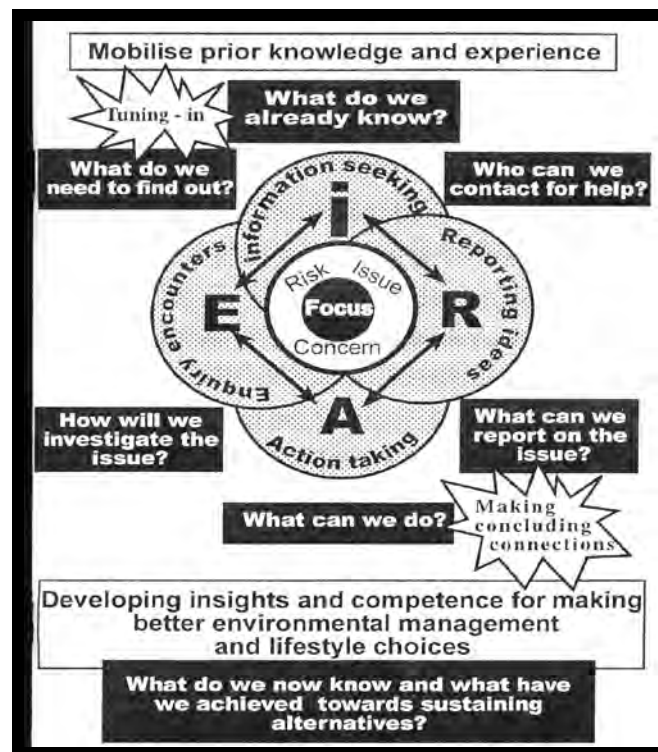 Mobilise prior knowledge and experience
Tuning - in
What do we
already know?
What do we
need to find out?
Who can we
contact for help?
information seeking
i
Enquiry encounters
E
Risk
Issue
Focus
Concern
R
Reporting ideas
A
Action taking
How will we
investigate the
issue?
What can we
report on the
issue?
What can we do?
Making
concluding
connections
Developing insights and competence for making
better environmental management
and lifestyle choices
What do we now know and what have
we achieved towards sustaining
alternatives?